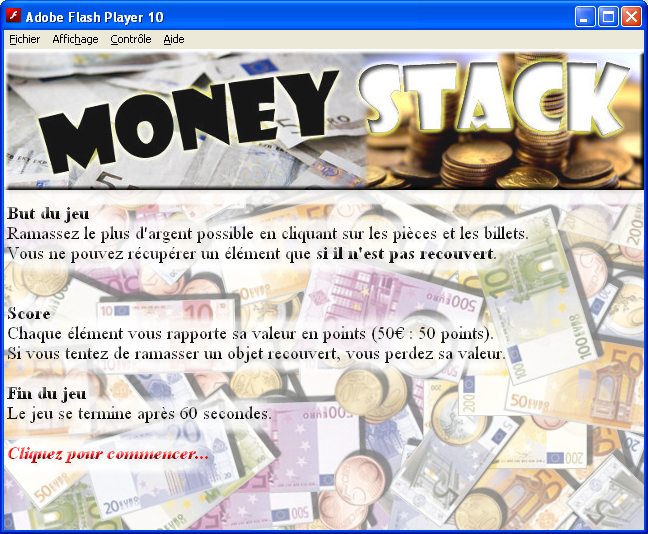 Adobe Flash Player 10
Fichier Affichage Contrôle Aide
MONEY STACK
But du jeu
Ramassez le plus d'argent possible en cliquant sur les pièces et les billets.
Vous ne pouvez récupérer un élément que si il n'est pas recouvert.
Score
Chaque élément vous rapporte sa valeur en points (50€ : 50 points).
Si vous tentez de ramasser un objet recouvert, vous perdez sa valeur.
Fin du jeu
Le jeu se termine après 60 secondes.
Cliquez pour commencer...